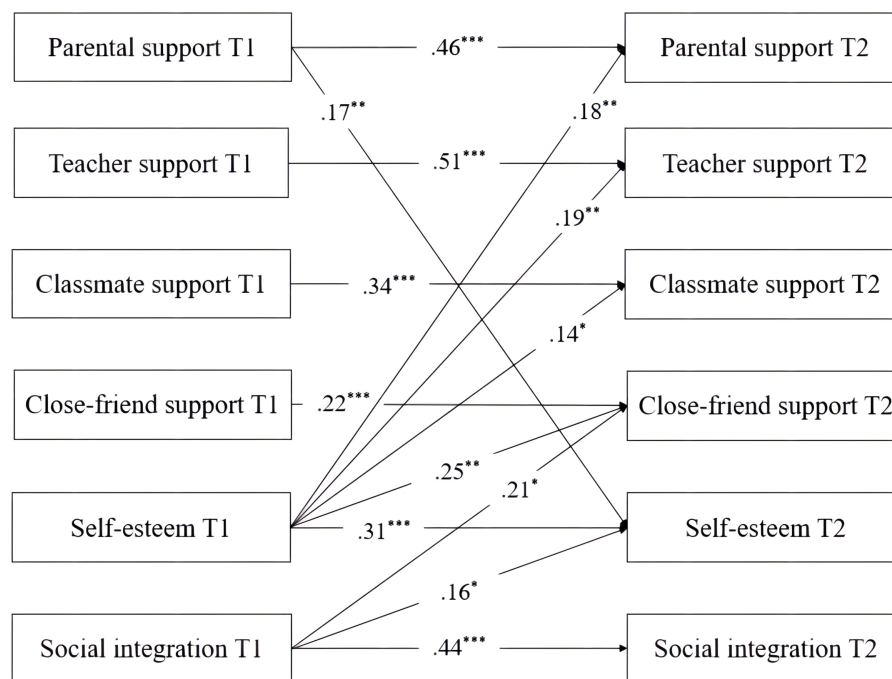 Parental support T1
.46***
Parental support T2
.17**
.18**
Teacher support T1
.51***
Teacher support T2
.19**
Classmate support T1
.34***
Classmate support T2
.14*
Close-friend support T1
.22***
Close-friend support T2
.25**
.21*
Self-esteem T1
.31***
Self-esteem T2
.16*
Social integration T1
.44***
Social integration T2